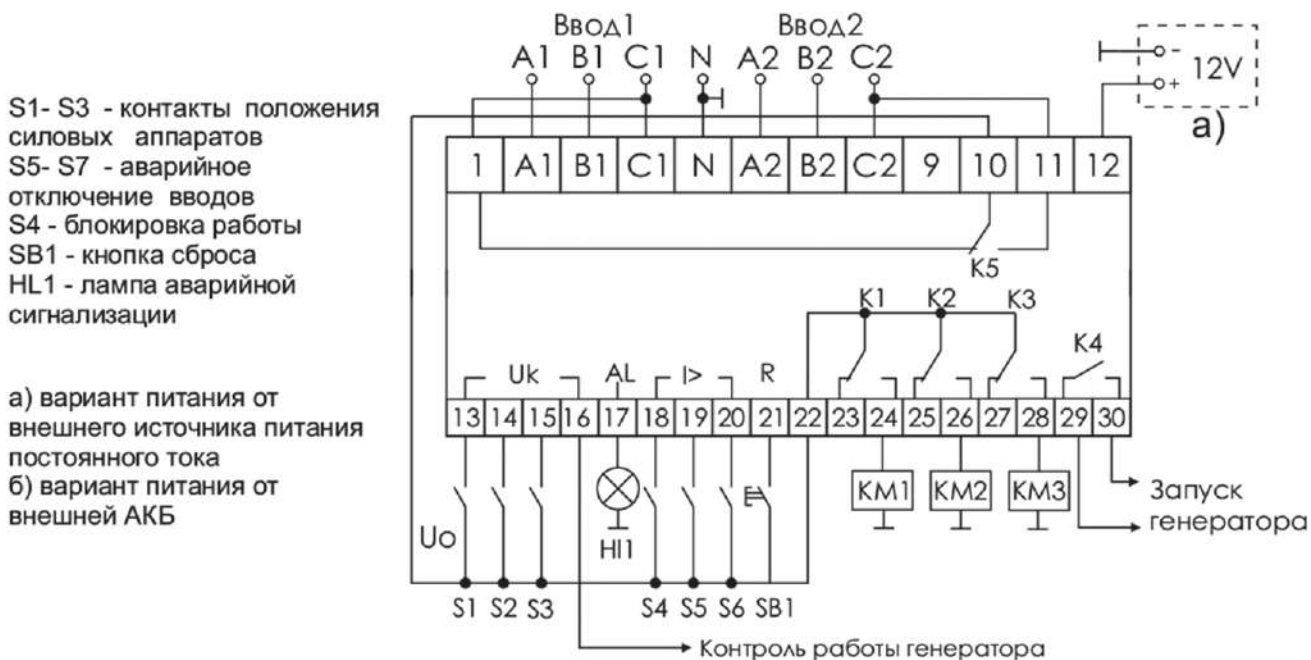 Ввод1 Ввод2
A1 B1 C1 N A2 B2 C2
- 12V
+
а)
S1- S3 - контакты положения
силовых аппаратов
S5- S7 - аварийное
отключение вводов
S4 - блокировка работы
SB1 - кнопка сброса
HL1 - лампа аварийной
сигнализации
а) вариант питания от
внешнего источника питания
постоянного тока
б) вариант питания от
внешней АКБ
1 A1 B1 C1 N A2 B2 C2 9 10 11 12
K5
K1 K2 K3
K4
Uk AL I> R
13 14 15 16 17 18 19 20 21 22 23 24 25 26 27 28 29 30
KM1 KM2 KM3
Запуск
генератора
Uo
Hl1
S1 S2 S3 S4 S5 S6 SB1
Контроль работы генератора